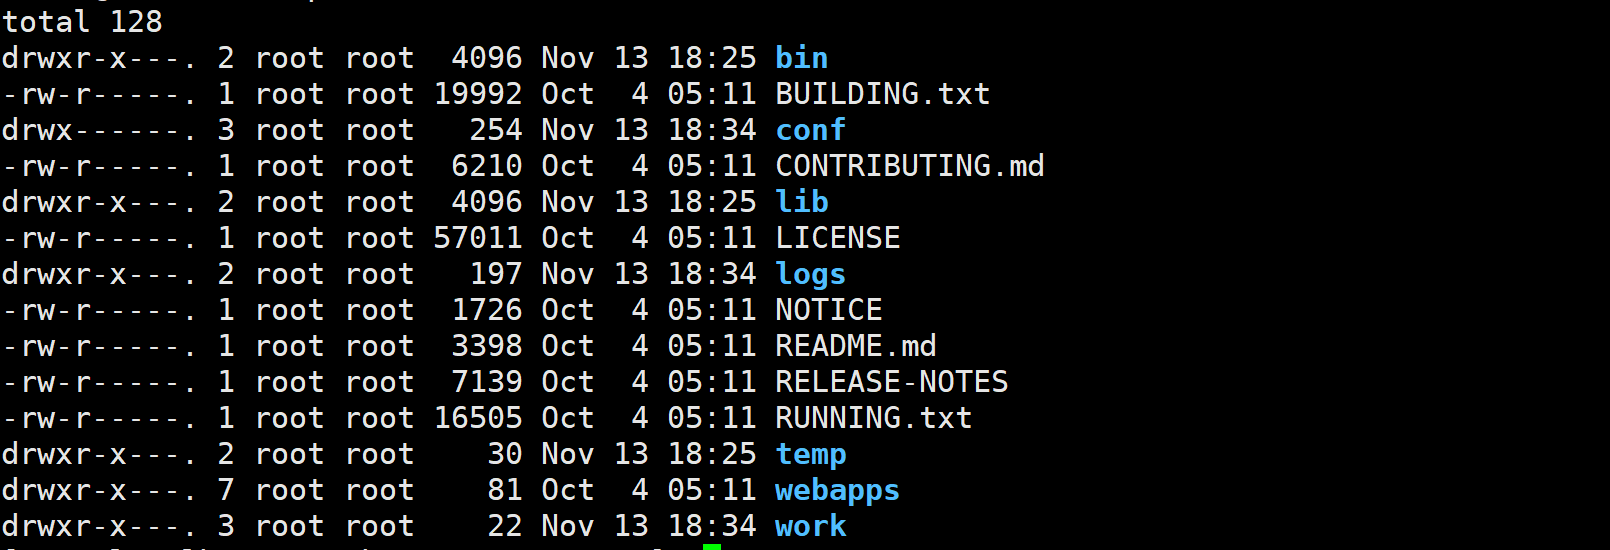 total 128
drwxr-x---. 2 root root  4096 Nov 13 18:25 bin
-rw-r-----. 1 root root 19992 Oct  4 05:11 BUILDING.txt
drwx------. 3 root root   254 Nov 13 18:34 conf
-rw-r-----. 1 root root  6210 Oct  4 05:11 CONTRIBUTING.md
drwxr-x---. 2 root root  4096 Nov 13 18:25 lib
-rw-r-----. 1 root root 57011 Oct  4 05:11 LICENSE
drwxr-x---. 2 root root   197 Nov 13 18:34 logs
-rw-r-----. 1 root root  1726 Oct  4 05:11 NOTICE
-rw-r-----. 1 root root  3398 Oct  4 05:11 README.md
-rw-r-----. 1 root root  7139 Oct  4 05:11 RELEASE-NOTES
-rw-r-----. 1 root root 16505 Oct  4 05:11 RUNNING.txt
drwxr-x---. 2 root root    30 Nov 13 18:25 temp
drwxr-x---. 7 root root    81 Oct  4 05:11 webapps
drwxr-x---. 3 root root    22 Nov 13 18:34 work